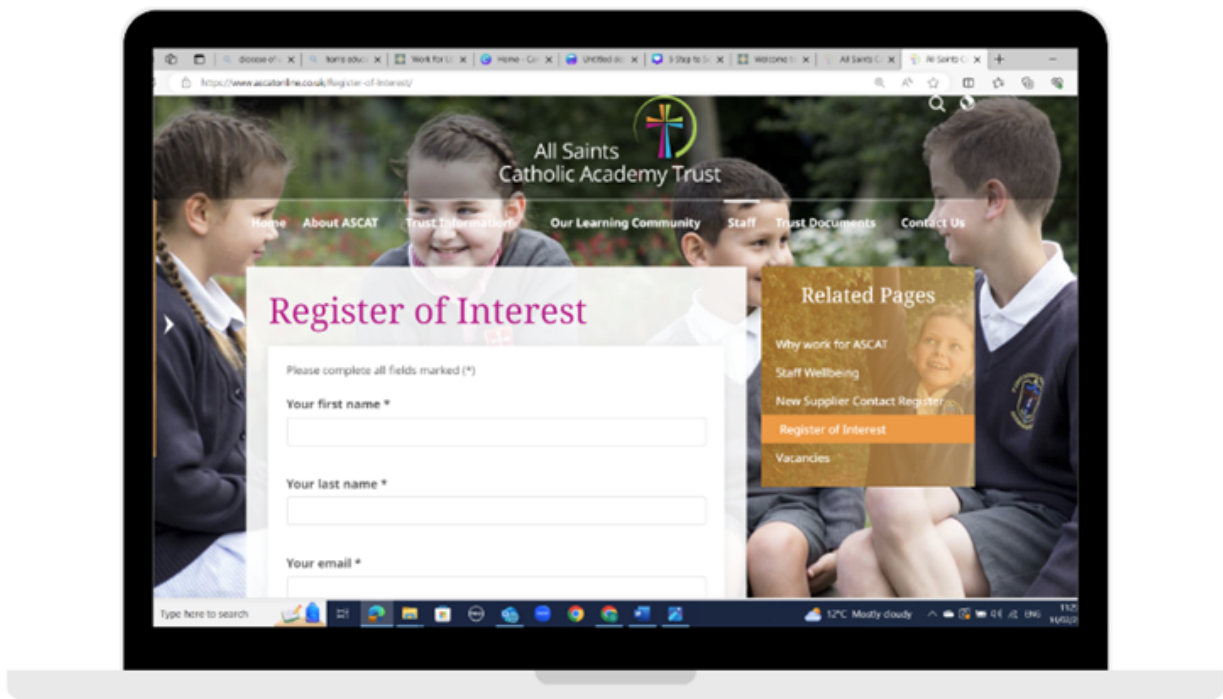 https://www.ascatonline.co.uk/Register-of-Interest/
All Saints
Catholic Academy Trust
Home About ASCAT Trust Information Our Learning Community Staff Trust Documents Contact Us
Register of Interest
Please complete all fields marked (*)
Your first name *
Your last name *
Your email *
Related Pages
Why work for ASCAT
Staff Wellbeing
New Supplier Contact Register
Register of Interest
Vacancies
Type here to search
12°C Mostly cloudy
ENG